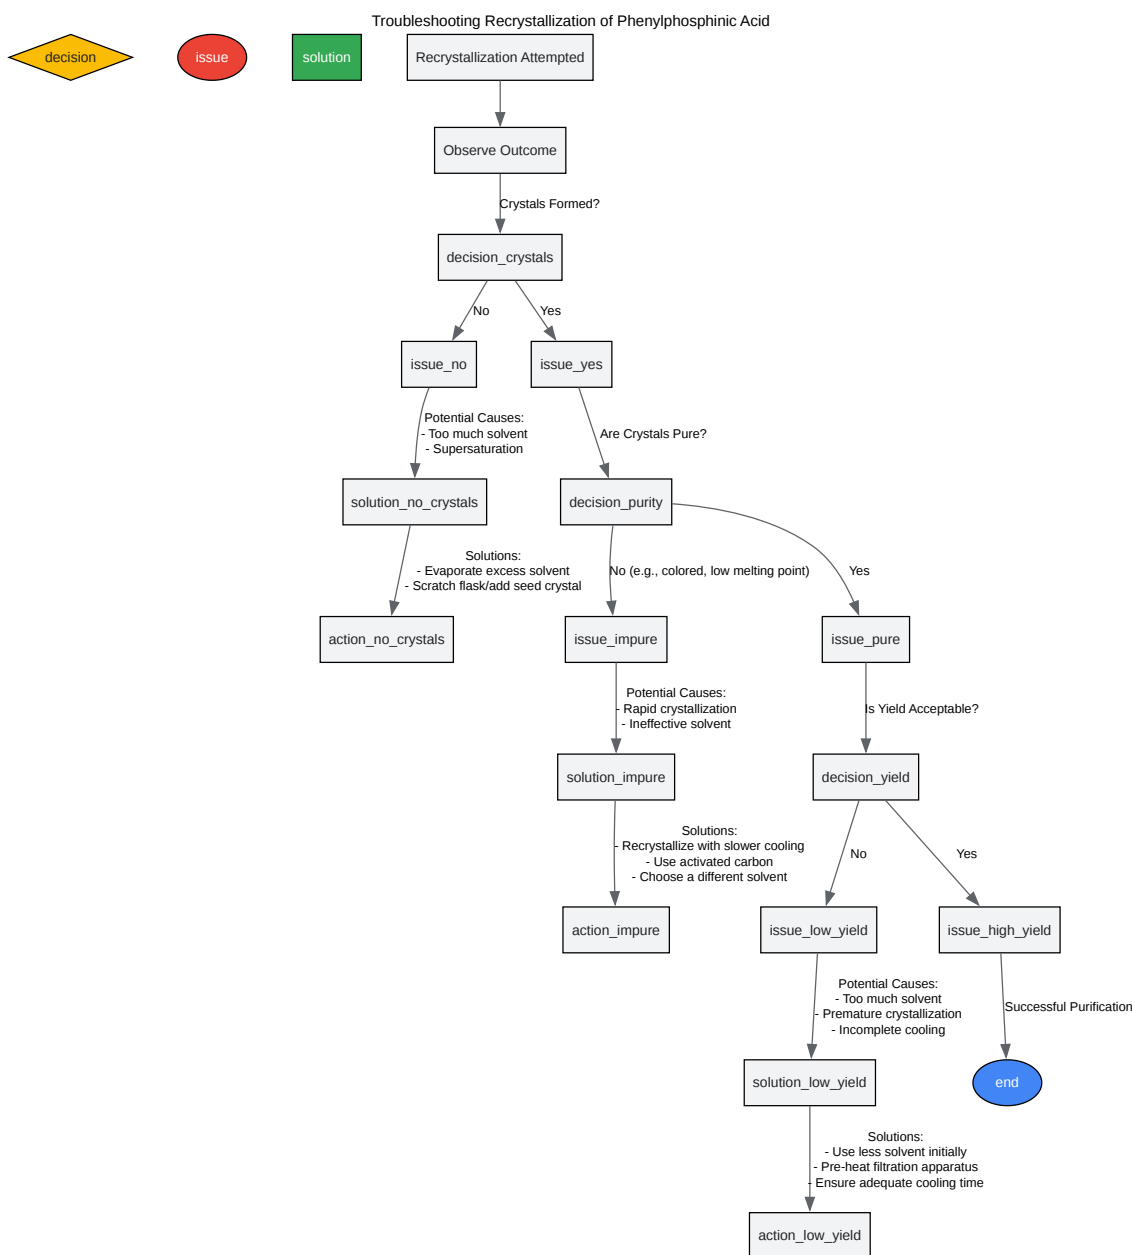 Troubleshooting Recrystallization of Phenylphosphinic Acid
decision
issue
solution
Recrystallization Attempted
Observe Outcome
Crystals Formed?
decision_crystals
No
Yes
issue_no
issue_yes
Potential Causes:
- Too much solvent
- Supersaturation
Are Crystals Pure?
solution_no_crystals
decision_purity
Solutions:
- Evaporate excess solvent
- Scratch flask/add seed crystal
No (e.g., colored, low melting point)
Yes
action_no_crystals
issue_impure
issue_pure
Potential Causes:
- Rapid crystallization
- Ineffective solvent
Is Yield Acceptable?
solution_impure
decision_yield
Solutions:
- Recrystallize with slower cooling
- Use activated carbon
- Choose a different solvent
No
Yes
action_impure
issue_low_yield
issue_high_yield
Potential Causes:
- Too much solvent
- Premature crystallization
- Incomplete cooling
Successful Purification
solution_low_yield
end
Solutions:
- Use less solvent initially
- Pre-heat filtration apparatus
- Ensure adequate cooling time
action_low_yield